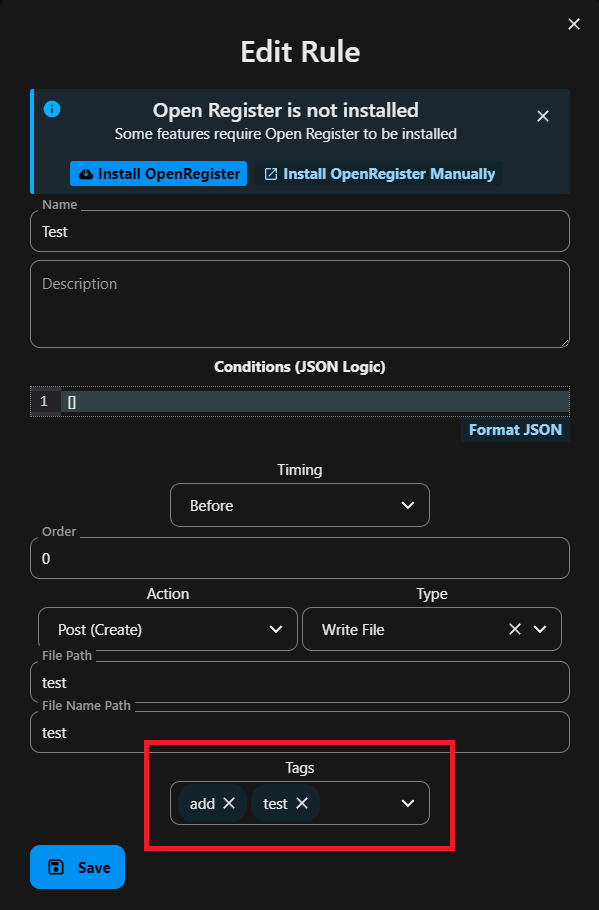 Edit Rule
Open Register is not installed
Some features require Open Register to be installed
Install OpenRegister
Install OpenRegister Manually
Name
Test
Description
Conditions (JSON Logic)
1 []
Format JSON
Timing
Before
Order
0
Action
Type
Post (Create)
Write File
File Path
test
File Name Path
test
Tags
add
test
Save